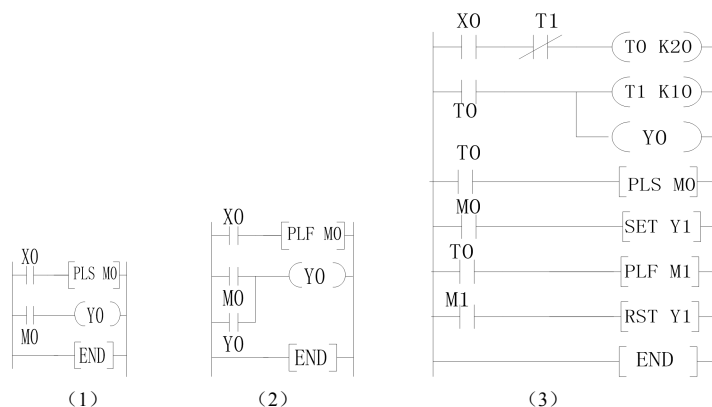 X0
PLS M0
Y0
M0
END
(1)
X0
PLF M0
Y0
M0
Y0
END
(2)
X0 T1
T0 K20
T1 K10
T0
Y0
T0
PLS M0
M0
SET Y1
T0
PLF M1
M1
RST Y1
END
(3)